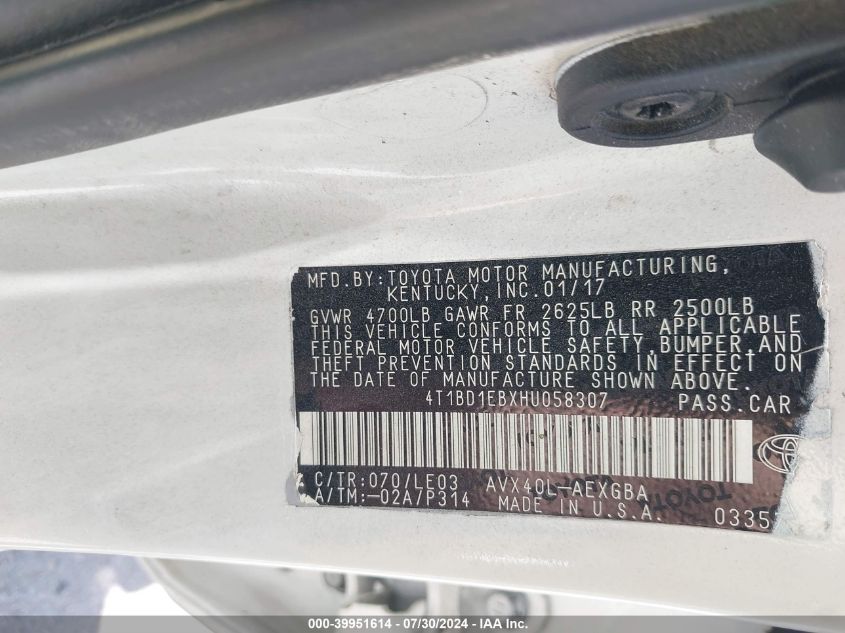 MFD.BY:TOYOTA MOTOR MANUFACTURING,
KENTUCKY,INC.01/17
GVWR 4700LB GAWR FR 2625LB RR 2500LB
THIS VEHICLE CONFORMS TO ALL APPLICABLE
FEDERAL MOTOR VEHICLE SAFETY,BUMPER,AND
THEFT PREVENTION STANDARDS IN EFFECT ON
THE DATE OF MANUFACTURE SHOWN ABOVE.
4T1BD1EBXHU058307 PASS.CAR
C/TR:070/LE03 AVX40L-AEXGBA
TOYOTA
A/TM:-02A7P314 MADE IN U.S.A.
000-39951614 - 07/30/2024 - IAA Inc.